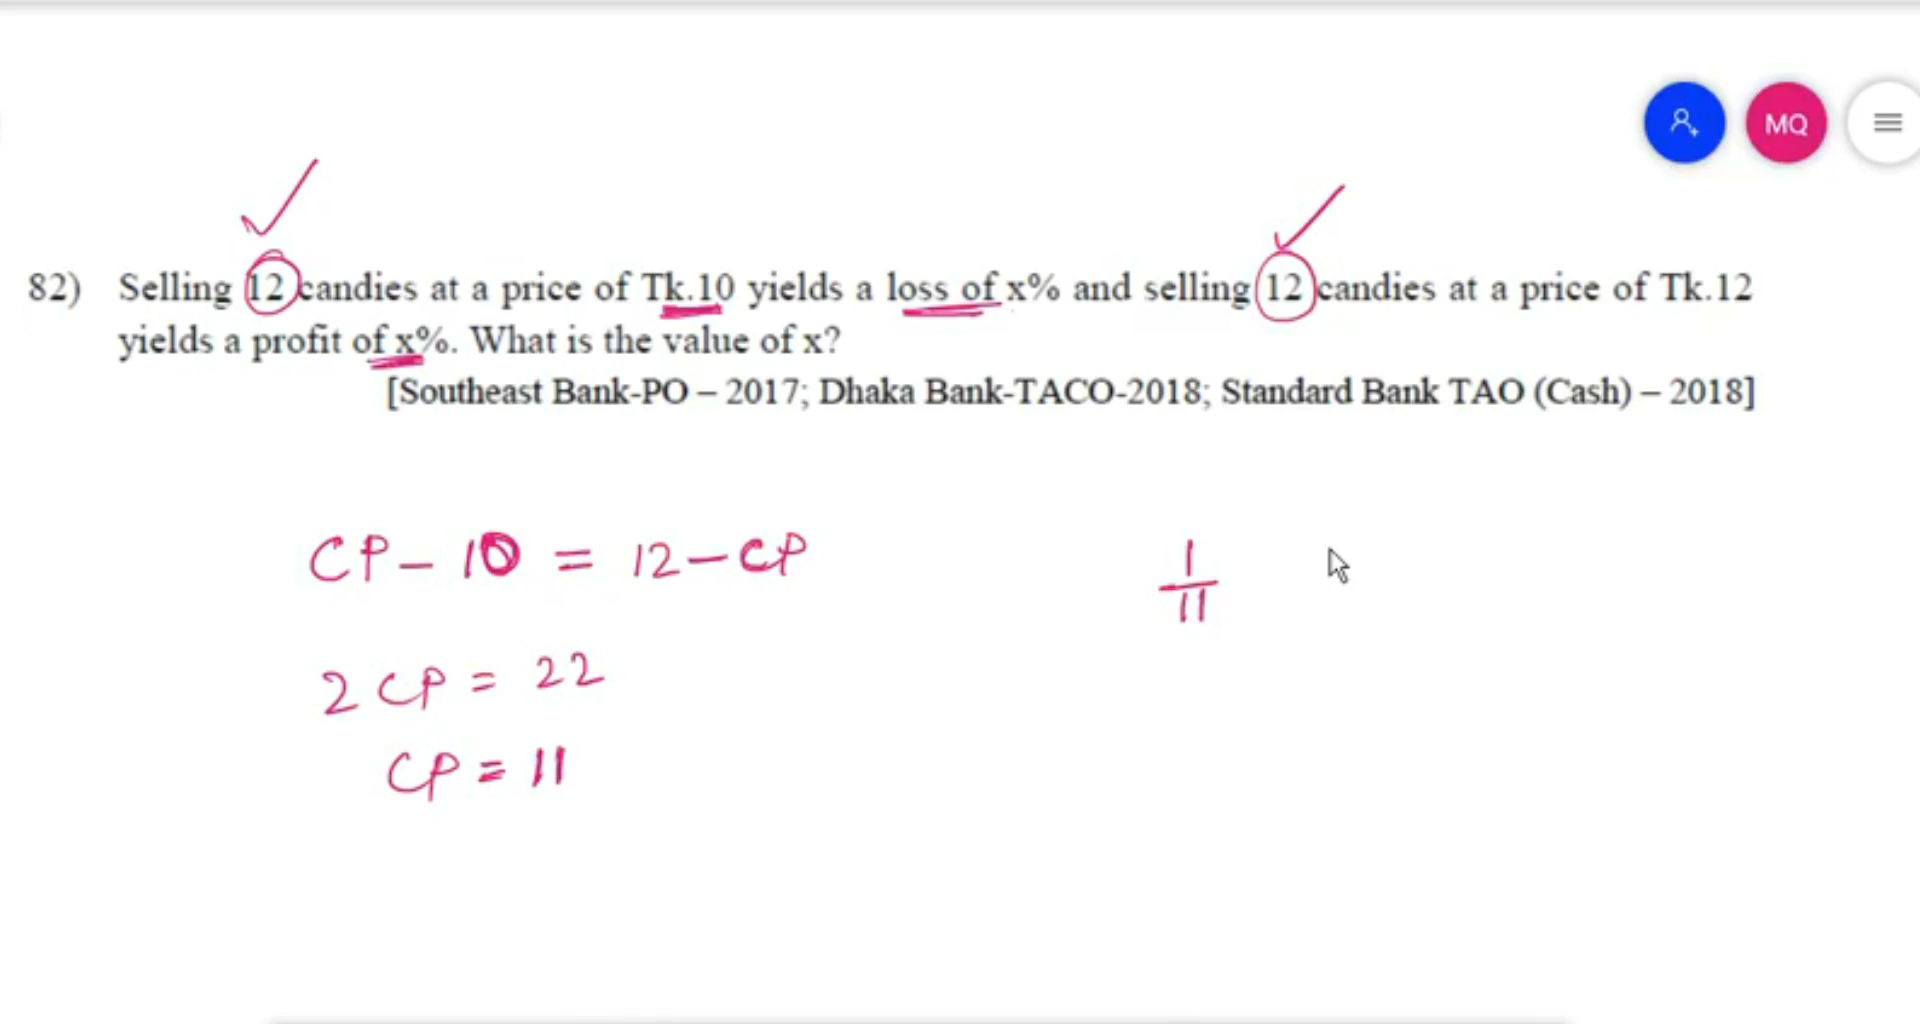 MQ
82) Selling 12 candies at a price of Tk.10 yields a loss of x% and selling 12 candies at a price of Tk.12
yields a profit of x%. What is the value of x?
[Southeast Bank-PO – 2017; Dhaka Bank-TACO-2018; Standard Bank TAO (Cash) – 2018]
CP - 10 = 12 - CP
1
11
2 CP = 22
CP = 11